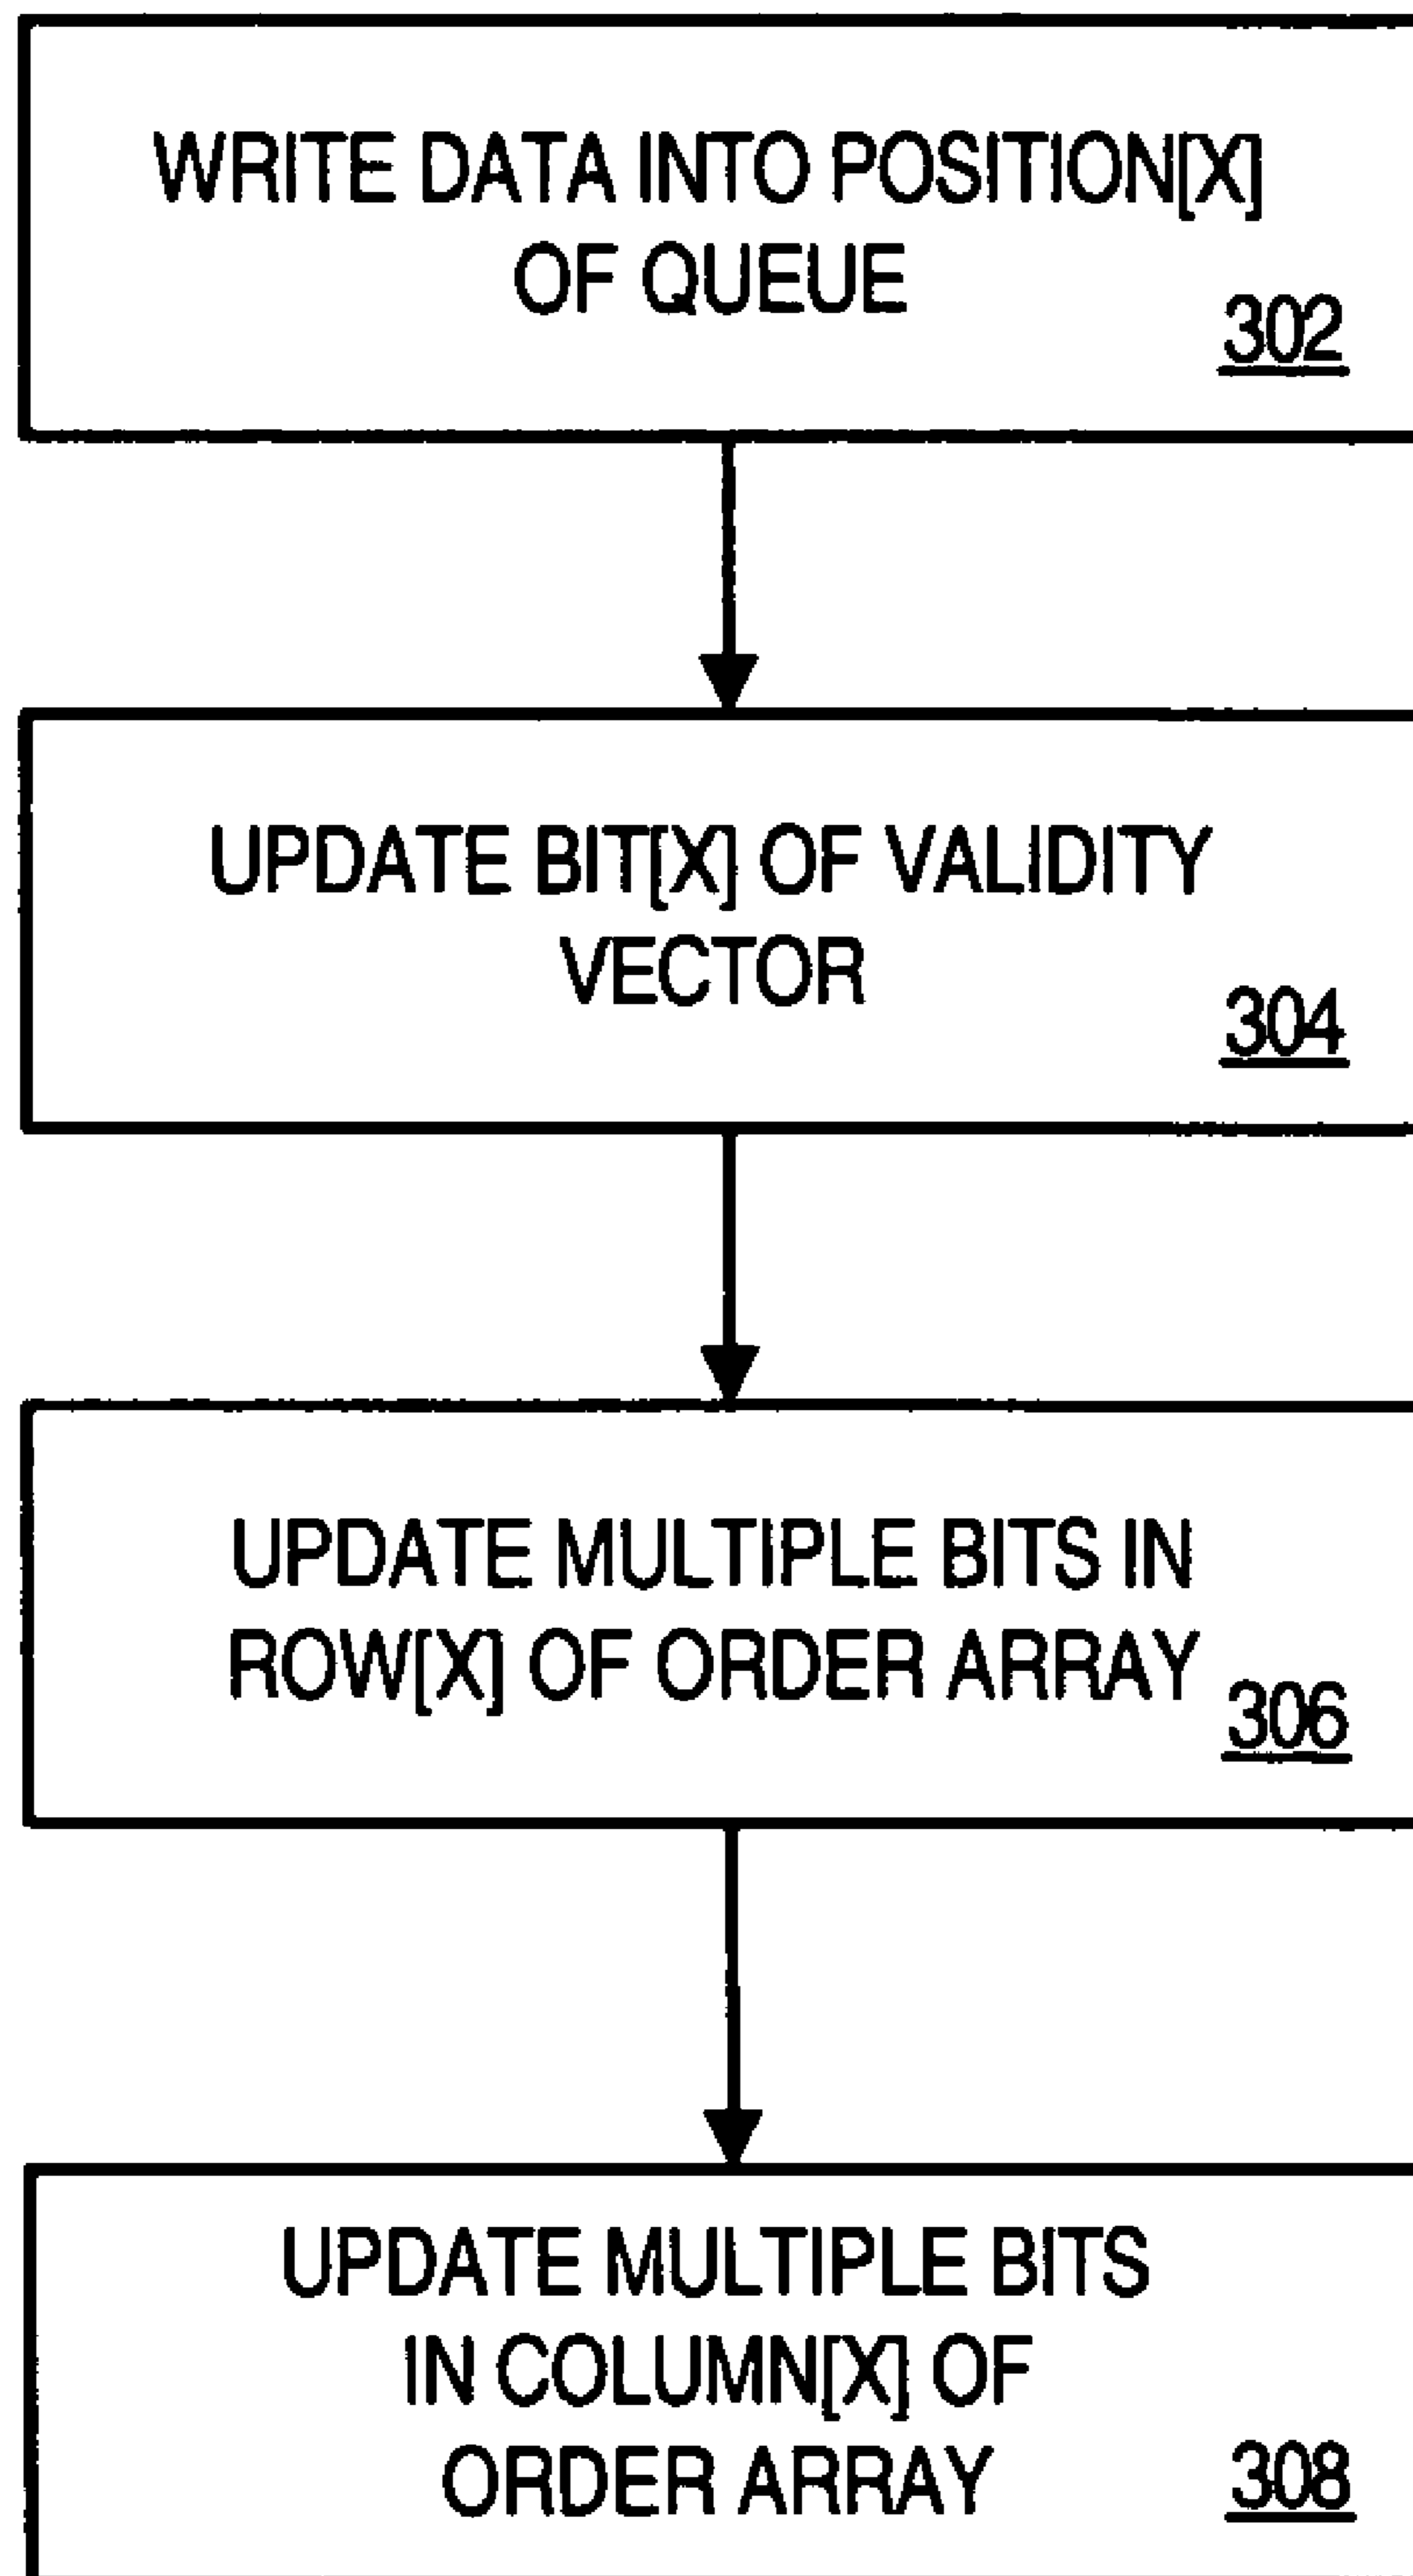 WRITE DATA INTO POSITION[X]
OF QUEUE
302
UPDATE BIT[X] OF VALIDITY
VECTOR
304
UPDATE MULTIPLE BITS IN
ROW[X] OF ORDER ARRAY
306
UPDATE MULTIPLE BITS
IN COLUMN[X] OF
ORDER ARRAY
308